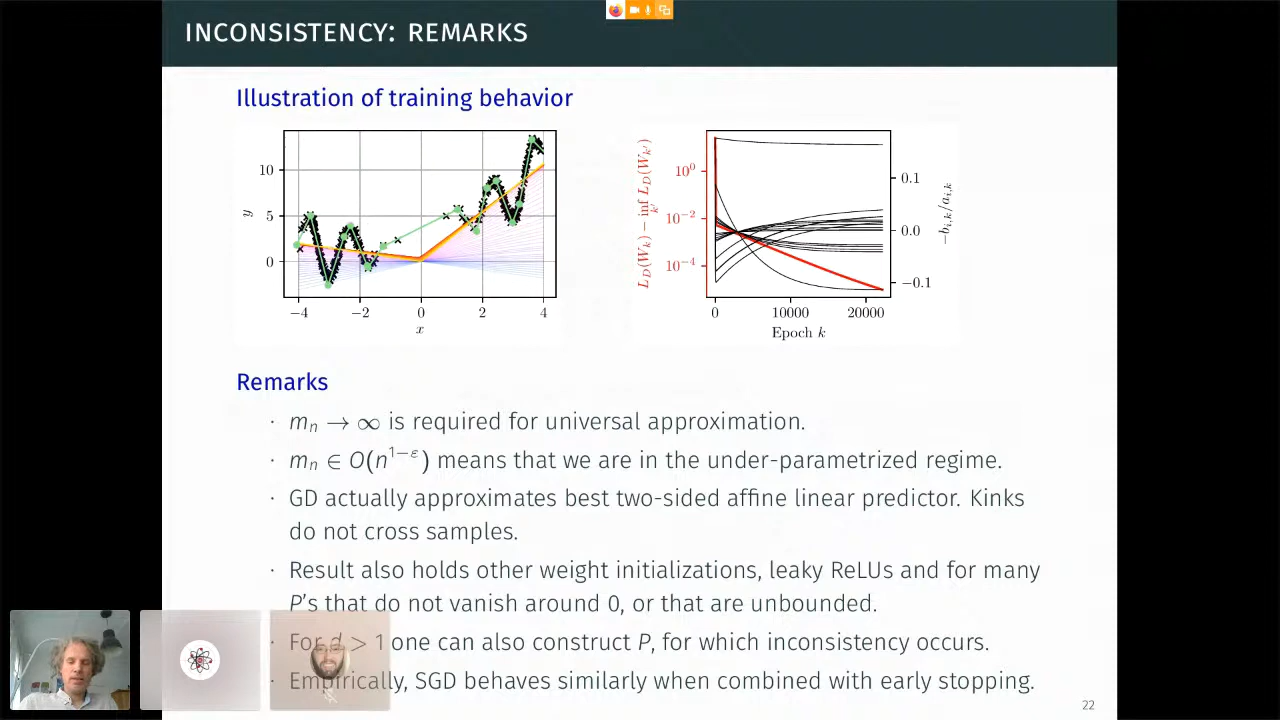 INCONSISTENCY: REMARKS
Illustration of training behavior
10
5
0
y
−4
−2
0
2
4
x
L_D(W_k) − inf_{k'} L_D(W_{k'})
10^0
10^{−2}
10^{−4}
0.1
0.0
−0.1
−b_{i,k}/a_{i,k}
0
10000
20000
Epoch k
Remarks
· m_n → ∞ is required for universal approximation.
· m_n ∈ O(n^{1−ε}) means that we are in the under-parametrized regime.
· GD actually approximates best two-sided affine linear predictor. Kinks
do not cross samples.
· Result also holds other weight initializations, leaky ReLUs and for many
P's that do not vanish around 0, or that are unbounded.
· For d > 1 one can also construct P, for which inconsistency occurs.
· Empirically, SGD behaves similarly when combined with early stopping.
22